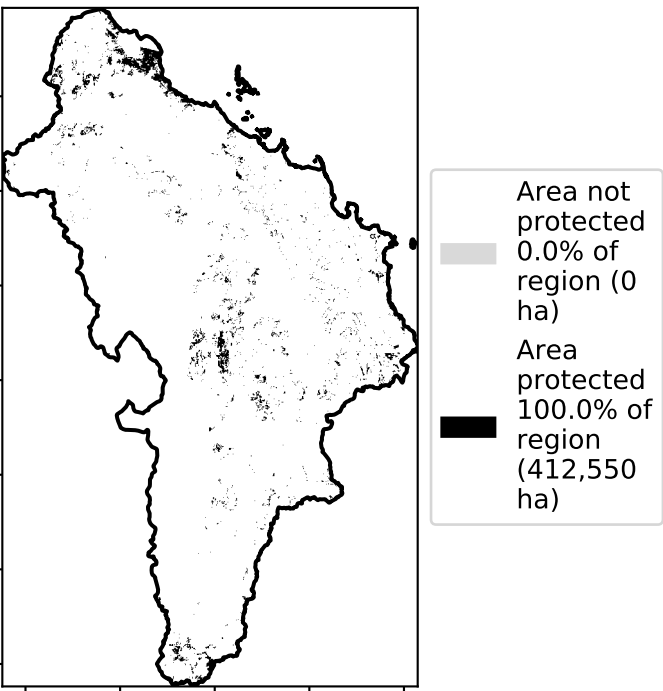 Area not
protected
0.0% of
region (0
ha)
Area
protected
100.0% of
region
(412,550
ha)